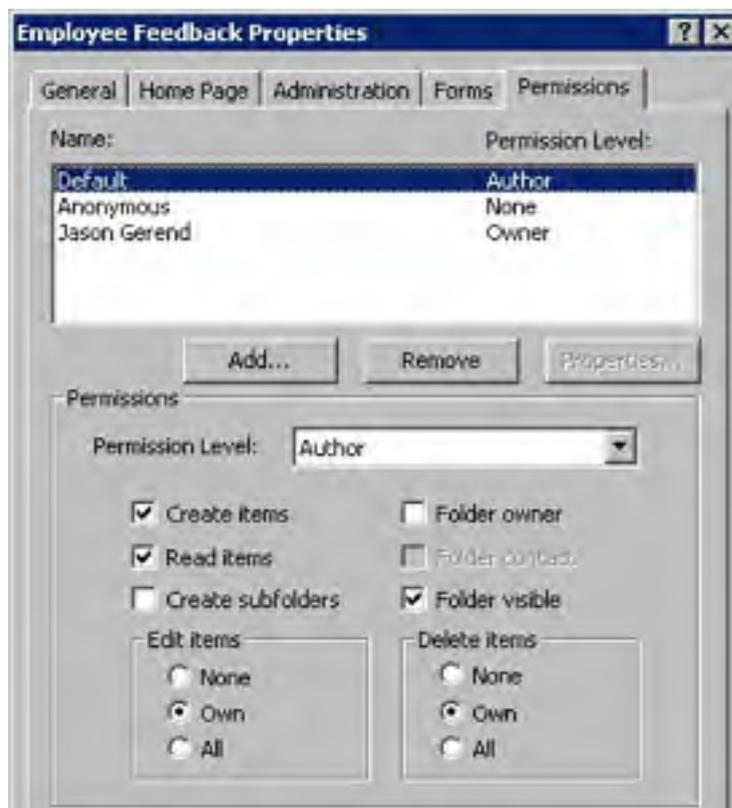 Employee Feedback Properties
General Home Page Administration Forms Permissions
Name: Permission Level:
Default Author
Anonymous None
Jason Gerend Owner
Add... Remove Properties...
Permissions
Permission Level: Author
Create items Folder owner
Read items Folder contact
Create subfolders Folder visible
Edit items Delete items
None None
Own Own
All All